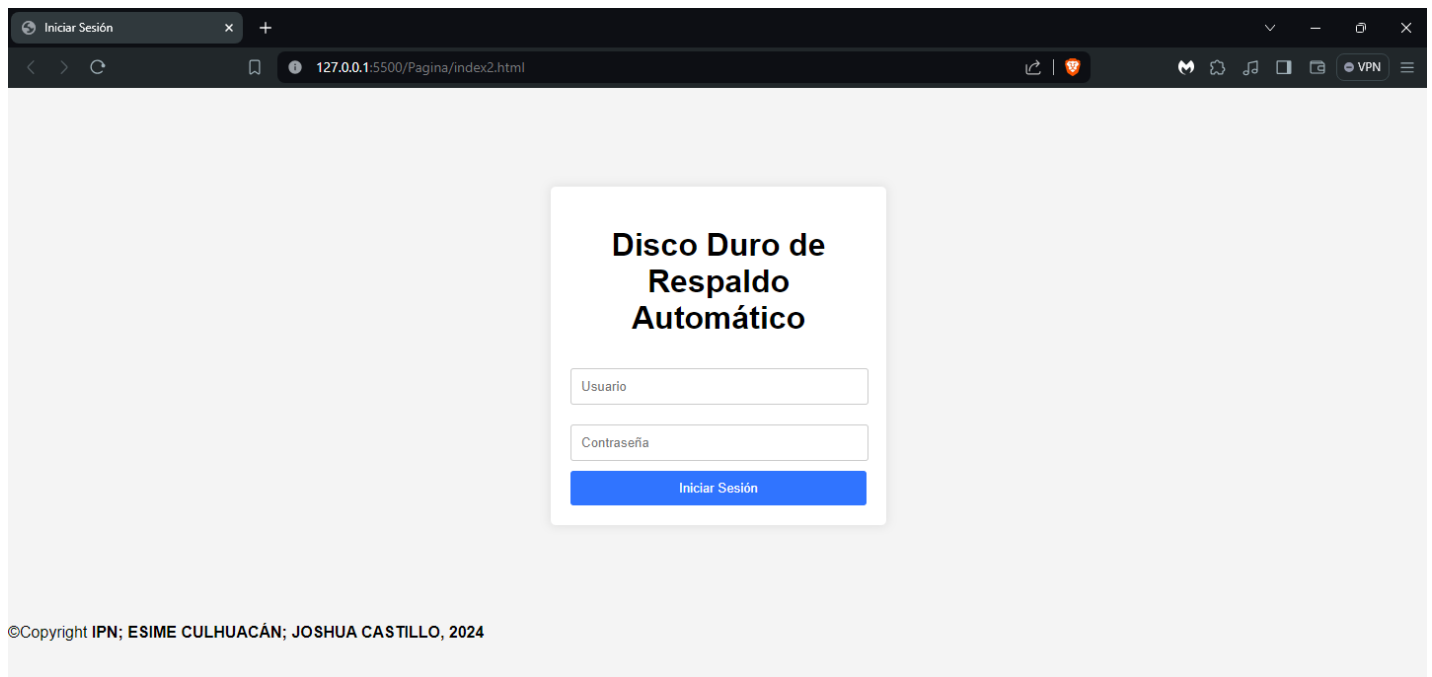 Iniciar Sesión
127.0.0.1:5500/Pagina/index2.html
VPN
Disco Duro de
Respaldo
Automático
Usuario
Contraseña
Iniciar Sesión
©Copyright IPN; ESIME CULHUACÁN; JOSHUA CASTILLO, 2024